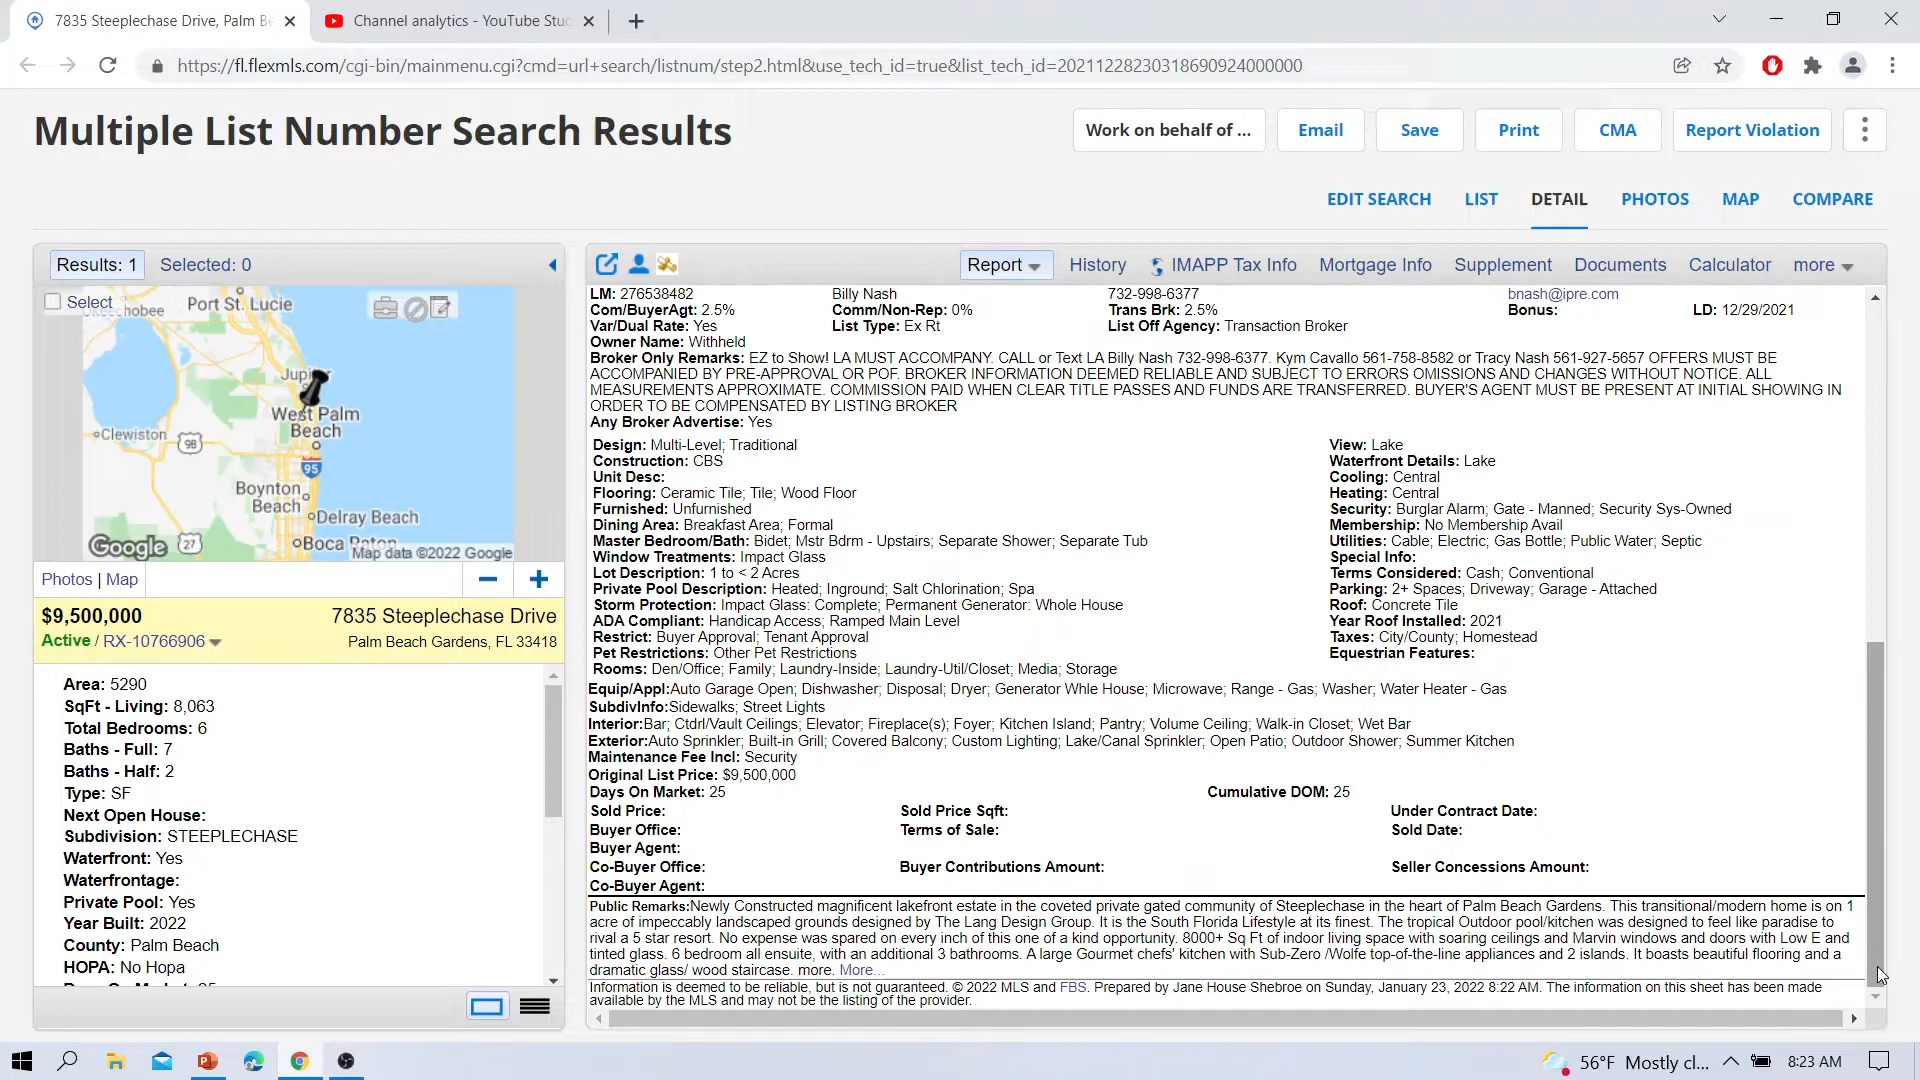 7835 Steeplechase Drive, Palm Be
Channel analytics - YouTube Stud
https://fl.flexmls.com/cgi-bin/mainmenu.cgi?cmd=url+search/listnum/step2.html&use_tech_id=true&list_tech_id=20211228230318690924000000
Multiple List Number Search Results
Work on behalf of ...
Email
Save
Print
CMA
Report Violation
EDIT SEARCH
LIST
DETAIL
PHOTOS
MAP
COMPARE
Results: 1
Selected: 0
Select
Okeechobee
Port St. Lucie
Jupiter
West Palm
Beach
Clewiston
98
95
Boynton
Beach
Delray Beach
Google
27
Boca Raton
Map data ©2022 Google
Photos | Map
$9,500,000
7835 Steeplechase Drive
Active / RX-10766906
Palm Beach Gardens, FL 33418
Area: 5290
SqFt - Living: 8,063
Total Bedrooms: 6
Baths - Full: 7
Baths - Half: 2
Type: SF
Next Open House:
Subdivision: STEEPLECHASE
Waterfront: Yes
Waterfrontage:
Private Pool: Yes
Year Built: 2022
County: Palm Beach
HOPA: No Hopa
Report
History
IMAPP Tax Info
Mortgage Info
Supplement
Documents
Calculator
more
LM: 276538482 Billy Nash 732-998-6377 bnash@ipre.com
Com/BuyerAgt: 2.5% Comm/Non-Rep: 0% Trans Brk: 2.5% Bonus: LD: 12/29/2021
Var/Dual Rate: Yes List Type: Ex Rt List Off Agency: Transaction Broker
Owner Name: Withheld
Broker Only Remarks: EZ to Show! LA MUST ACCOMPANY. CALL or Text LA Billy Nash 732-998-6377. Kym Cavallo 561-758-8582 or Tracy Nash 561-927-5657 OFFERS MUST BE
ACCOMPANIED BY PRE-APPROVAL OR POF. BROKER INFORMATION DEEMED RELIABLE AND SUBJECT TO ERRORS OMISSIONS AND CHANGES WITHOUT NOTICE. ALL
MEASUREMENTS APPROXIMATE. COMMISSION PAID WHEN CLEAR TITLE PASSES AND FUNDS ARE TRANSFERRED. BUYER'S AGENT MUST BE PRESENT AT INITIAL SHOWING IN
ORDER TO BE COMPENSATED BY LISTING BROKER
Any Broker Advertise: Yes
Design: Multi-Level; Traditional
Construction: CBS
Unit Desc:
Flooring: Ceramic Tile; Tile; Wood Floor
Furnished: Unfurnished
Dining Area: Breakfast Area; Formal
Master Bedroom/Bath: Bidet; Mstr Bdrm - Upstairs; Separate Shower; Separate Tub
Window Treatments: Impact Glass
Lot Description: 1 to < 2 Acres
Private Pool Description: Heated; Inground; Salt Chlorination; Spa
Storm Protection: Impact Glass: Complete; Permanent Generator: Whole House
ADA Compliant: Handicap Access; Ramped Main Level
Restrict: Buyer Approval; Tenant Approval
Pet Restrictions: Other Pet Restrictions
Rooms: Den/Office; Family; Laundry-Inside; Laundry-Util/Closet; Media; Storage
View: Lake
Waterfront Details: Lake
Cooling: Central
Heating: Central
Security: Burglar Alarm; Gate - Manned; Security Sys-Owned
Membership: No Membership Avail
Utilities: Cable; Electric; Gas Bottle; Public Water; Septic
Special Info:
Terms Considered: Cash; Conventional
Parking: 2+ Spaces; Driveway; Garage - Attached
Roof: Concrete Tile
Year Roof Installed: 2021
Taxes: City/County; Homestead
Equestrian Features:
Equip/Appl:Auto Garage Open; Dishwasher; Disposal; Dryer; Generator Whle House; Microwave; Range - Gas; Washer; Water Heater - Gas
SubdivInfo:Sidewalks; Street Lights
Interior:Bar; Ctdrl/Vault Ceilings; Elevator; Fireplace(s); Foyer; Kitchen Island; Pantry; Volume Ceiling; Walk-in Closet; Wet Bar
Exterior:Auto Sprinkler; Built-in Grill; Covered Balcony; Custom Lighting; Lake/Canal Sprinkler; Open Patio; Outdoor Shower; Summer Kitchen
Maintenance Fee Incl: Security
Original List Price: $9,500,000
Days On Market: 25 Cumulative DOM: 25
Sold Price: Sold Price Sqft: Under Contract Date:
Buyer Office: Terms of Sale: Sold Date:
Buyer Agent:
Co-Buyer Office: Buyer Contributions Amount: Seller Concessions Amount:
Co-Buyer Agent:
Public Remarks:Newly Constructed magnificent lakefront estate in the coveted private gated community of Steeplechase in the heart of Palm Beach Gardens. This transitional/modern home is on 1
acre of impeccably landscaped grounds designed by The Lang Design Group. It is the South Florida Lifestyle at its finest. The tropical Outdoor pool/kitchen was designed to feel like paradise to
rival a 5 star resort. No expense was spared on every inch of this one of a kind opportunity. 8000+ Sq Ft of indoor living space with soaring ceilings and Marvin windows and doors with Low E and
tinted glass. 6 bedroom all ensuite, with an additional 3 bathrooms. A large Gourmet chefs' kitchen with Sub-Zero /Wolfe top-of-the-line appliances and 2 islands. It boasts beautiful flooring and a
dramatic glass/ wood staircase. more. More...
Information is deemed to be reliable, but is not guaranteed. © 2022 MLS and FBS. Prepared by Jane House Shebroe on Sunday, January 23, 2022 8:22 AM. The information on this sheet has been made
available by the MLS and may not be the listing of the provider.
56°F Mostly cl...
8:23 AM